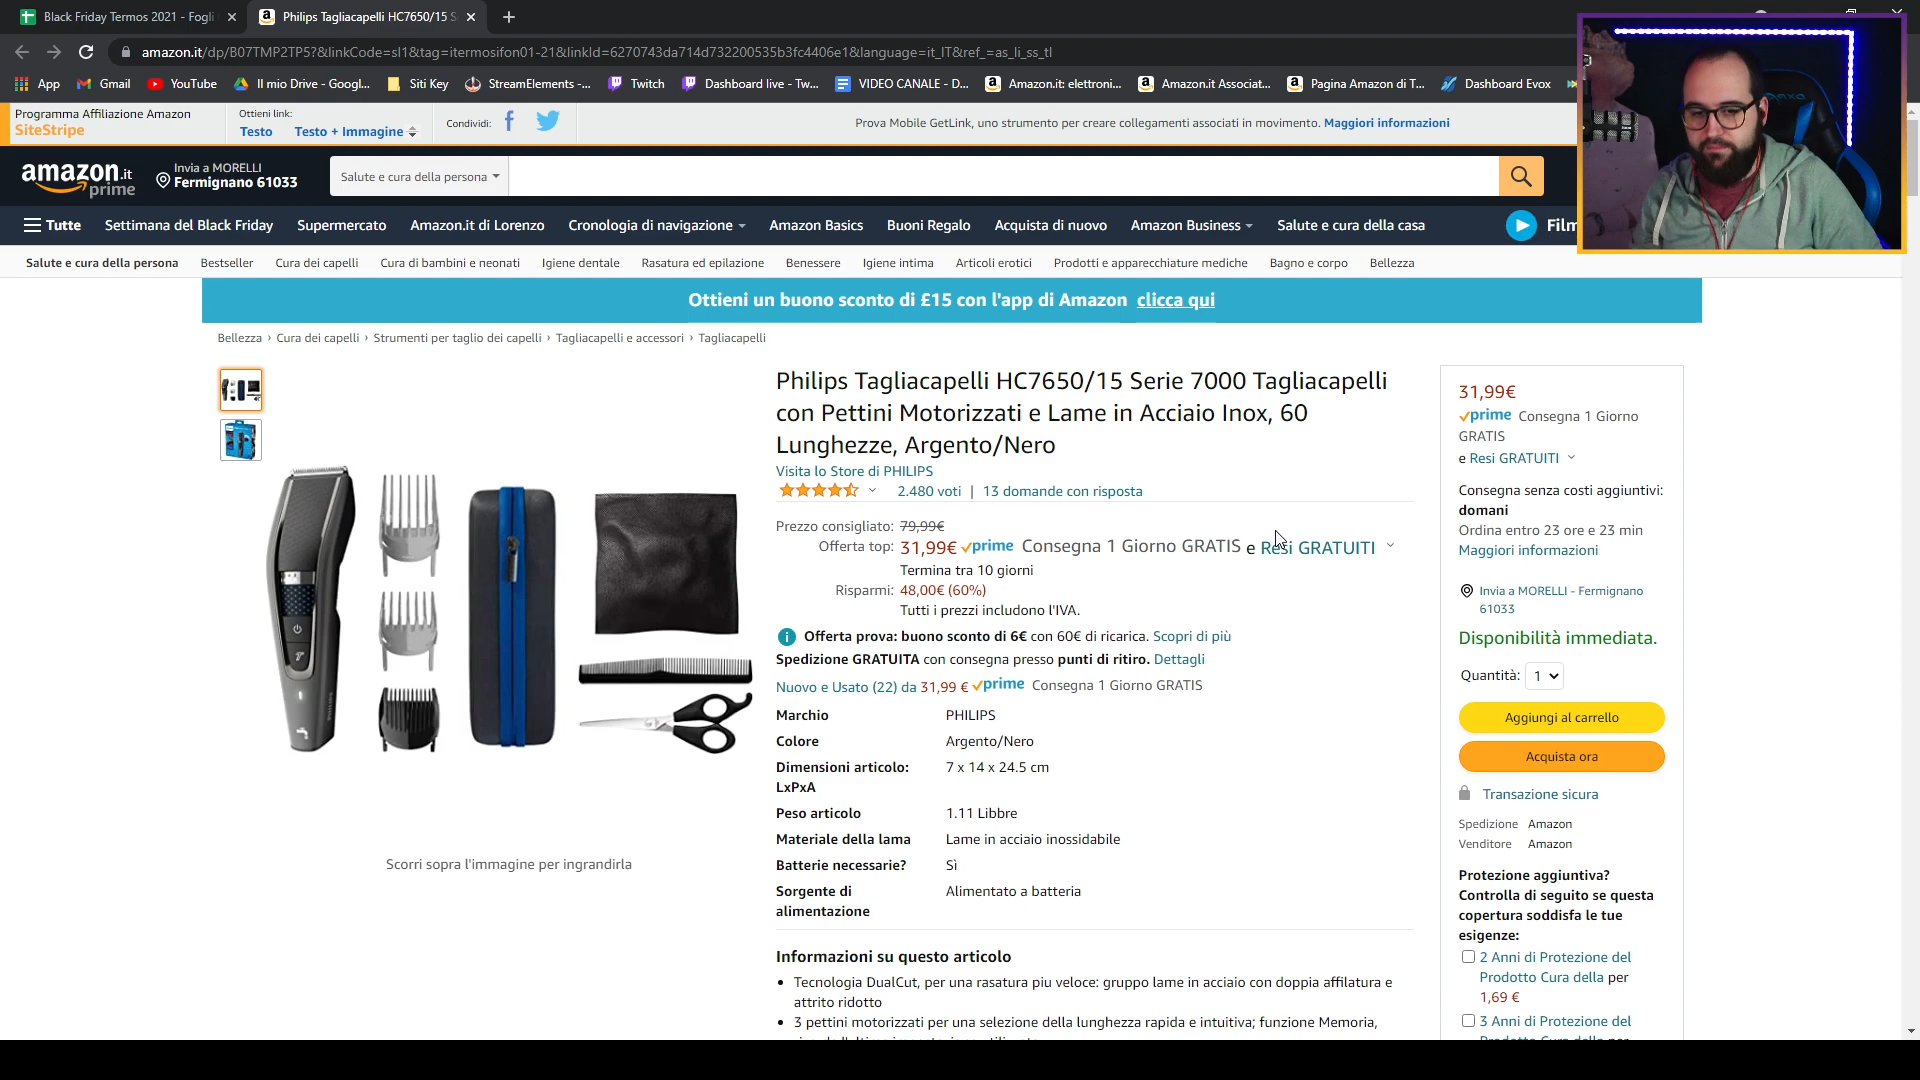 Black Friday Termos 2021 - Fogli
Philips Tagliacapelli HC7650/15 S
amazon.it/dp/B07TMP2TP5?&linkCode=sl1&tag=itermosifon01-21&linkId=6270743da714d732200535b3fc4406e1&language=it_IT&ref_=as_li_ss_tl
App Gmail YouTube Il mio Drive - Googl... Siti Key StreamElements -... Twitch Dashboard live - Tw... VIDEO CANALE - D... Amazon.it: elettroni... Amazon.it Associat... Pagina Amazon di T... Dashboard Evox
Programma Affiliazione Amazon
SiteStripe
Ottieni link:
Testo Testo + Immagine
Condividi:
Prova Mobile GetLink, uno strumento per creare collegamenti associati in movimento. Maggiori informazioni
amazon.it
prime
Invia a MORELLI
Fermignano 61033
Salute e cura della persona
Tutte Settimana del Black Friday Supermercato Amazon.it di Lorenzo Cronologia di navigazione Amazon Basics Buoni Regalo Acquista di nuovo Amazon Business Salute e cura della casa Film
Salute e cura della persona Bestseller Cura dei capelli Cura di bambini e neonati Igiene dentale Rasatura ed epilazione Benessere Igiene intima Articoli erotici Prodotti e apparecchiature mediche Bagno e corpo Bellezza
Ottieni un buono sconto di £15 con l'app di Amazon clicca qui
Bellezza › Cura dei capelli › Strumenti per taglio dei capelli › Tagliacapelli e accessori › Tagliacapelli
Philips Tagliacapelli HC7650/15 Serie 7000 Tagliacapelli
con Pettini Motorizzati e Lame in Acciaio Inox, 60
Lunghezze, Argento/Nero
Visita lo Store di PHILIPS
2.480 voti | 13 domande con risposta
Prezzo consigliato: 79,99€
Offerta top: 31,99€ prime Consegna 1 Giorno GRATIS e Resi GRATUITI
Termina tra 10 giorni
Risparmi: 48,00€ (60%)
Tutti i prezzi includono l'IVA.
Offerta prova: buono sconto di 6€ con 60€ di ricarica. Scopri di più
Spedizione GRATUITA con consegna presso punti di ritiro. Dettagli
Nuovo e Usato (22) da 31,99 € prime Consegna 1 Giorno GRATIS
Marchio PHILIPS
Colore Argento/Nero
Dimensioni articolo: 7 x 14 x 24.5 cm
LxPxA
Peso articolo 1.11 Libbre
Materiale della lama Lame in acciaio inossidabile
Batterie necessarie? Sì
Sorgente di Alimentato a batteria
alimentazione
Scorri sopra l'immagine per ingrandirla
Informazioni su questo articolo
• Tecnologia DualCut, per una rasatura piu veloce: gruppo lame in acciaio con doppia affilatura e
attrito ridotto
• 3 pettini motorizzati per una selezione della lunghezza rapida e intuitiva; funzione Memoria,
31,99€
prime Consegna 1 Giorno
GRATIS
e Resi GRATUITI
Consegna senza costi aggiuntivi:
domani
Ordina entro 23 ore e 23 min
Maggiori informazioni
Invia a MORELLI - Fermignano
61033
Disponibilità immediata.
Quantità: 1
Aggiungi al carrello
Acquista ora
Transazione sicura
Spedizione Amazon
Venditore Amazon
Protezione aggiuntiva?
Controlla di seguito se questa
copertura soddisfa le tue
esigenze:
2 Anni di Protezione del
Prodotto Cura della per
1,69 €
3 Anni di Protezione del